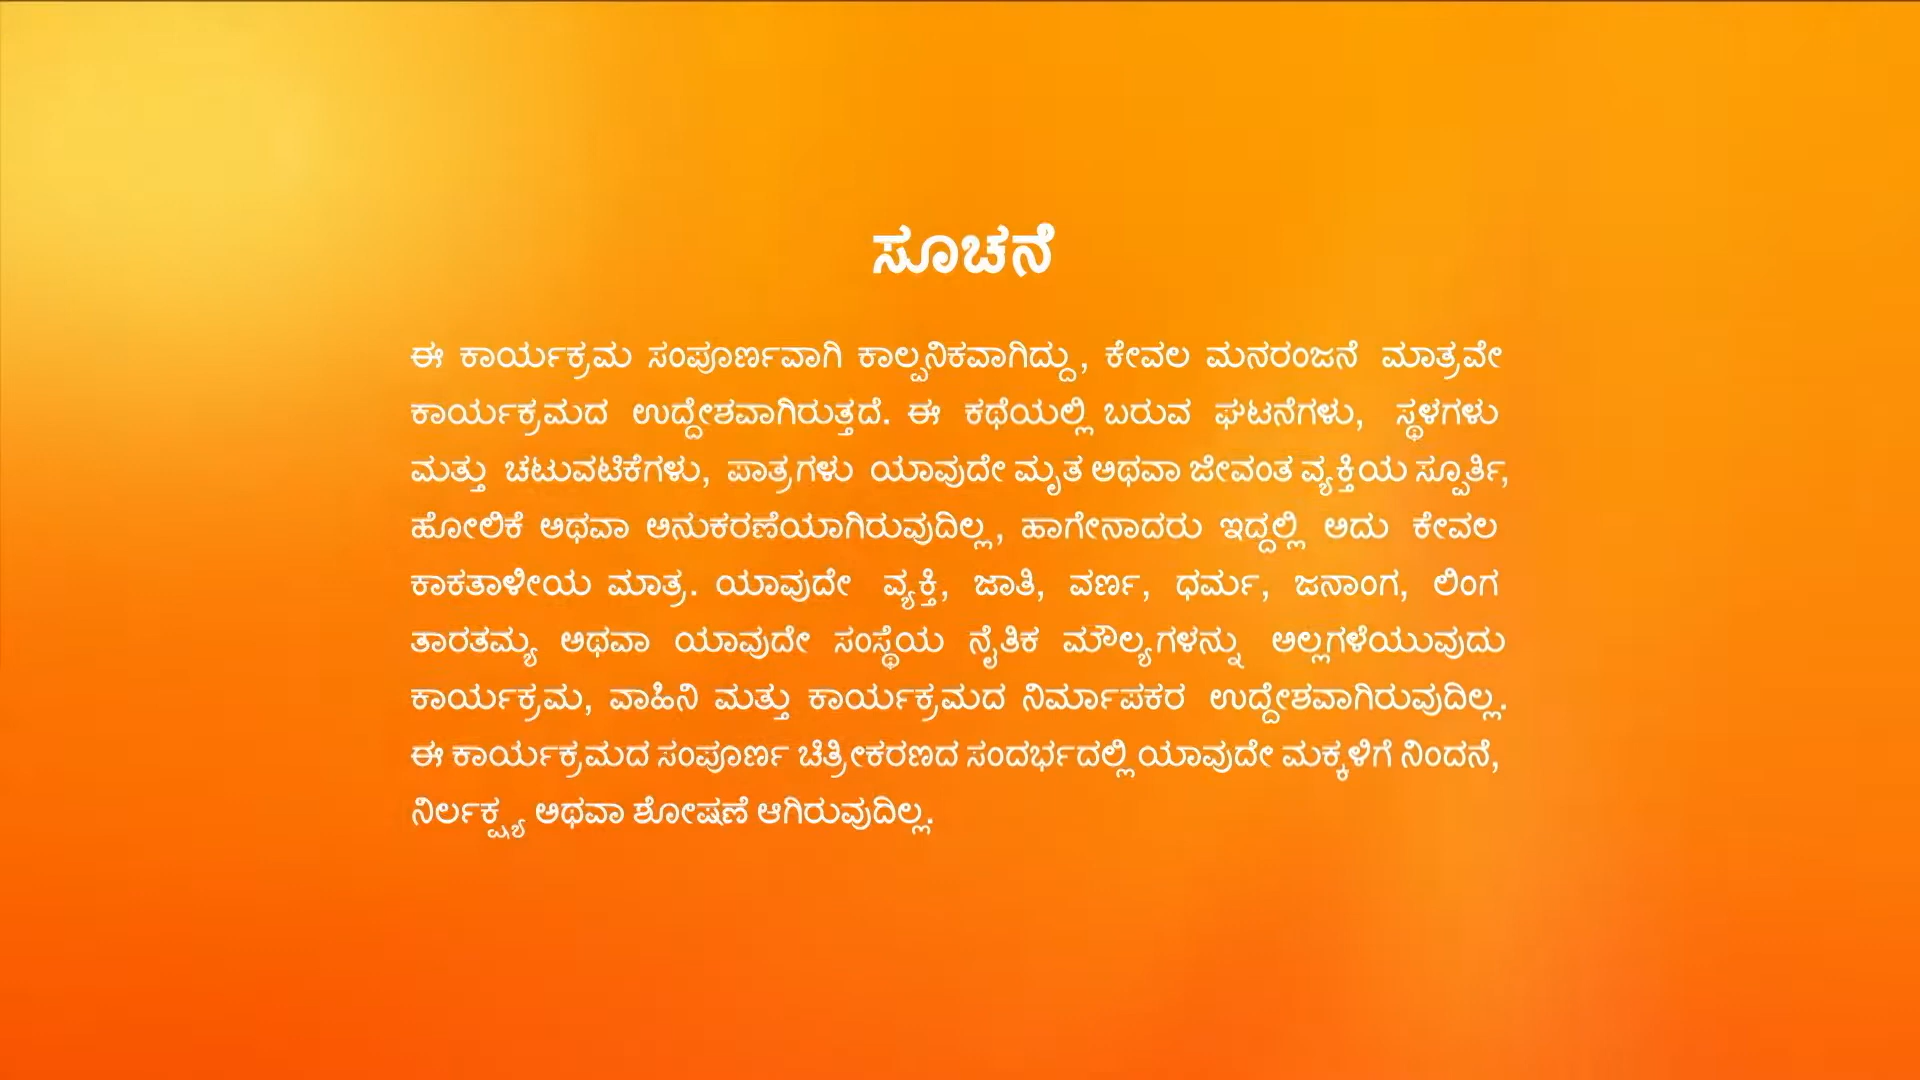 ಸೂಚನೆ
ಈ ಕಾರ್ಯಕ್ರಮ ಸಂಪೂರ್ಣವಾಗಿ ಕಾಲ್ಪನಿಕವಾಗಿದ್ದು, ಕೇವಲ ಮನರಂಜನೆ ಮಾತ್ರವೇ
ಕಾರ್ಯಕ್ರಮದ ಉದ್ದೇಶವಾಗಿರುತ್ತದೆ. ಈ ಕಥೆಯಲ್ಲಿ ಬರುವ ಘಟನೆಗಳು, ಸ್ಥಳಗಳು
ಮತ್ತು ಚಟುವಟಿಕೆಗಳು, ಪಾತ್ರಗಳು ಯಾವುದೇ ಮೃತ ಅಥವಾ ಜೀವಂತ ವ್ಯಕ್ತಿಯ ಸ್ಪೂರ್ತಿ,
ಹೋಲಿಕೆ ಅಥವಾ ಅನುಕರಣೆಯಾಗಿರುವುದಿಲ್ಲ, ಹಾಗೇನಾದರು ಇದ್ದಲ್ಲಿ ಅದು ಕೇವಲ
ಕಾಕತಾಳೀಯ ಮಾತ್ರ. ಯಾವುದೇ ವ್ಯಕ್ತಿ, ಜಾತಿ, ವರ್ಣ, ಧರ್ಮ, ಜನಾಂಗ, ಲಿಂಗ
ತಾರತಮ್ಯ ಅಥವಾ ಯಾವುದೇ ಸಂಸ್ಥೆಯ ನೈತಿಕ ಮೌಲ್ಯಗಳನ್ನು ಅಲ್ಲಗಳೆಯುವುದು
ಕಾರ್ಯಕ್ರಮ, ವಾಹಿನಿ ಮತ್ತು ಕಾರ್ಯಕ್ರಮದ ನಿರ್ಮಾಪಕರ ಉದ್ದೇಶವಾಗಿರುವುದಿಲ್ಲ.
ಈ ಕಾರ್ಯಕ್ರಮದ ಸಂಪೂರ್ಣ ಚಿತ್ರೀಕರಣದ ಸಂದರ್ಭದಲ್ಲಿ ಯಾವುದೇ ಮಕ್ಕಳಿಗೆ ನಿಂದನೆ,
ನಿರ್ಲಕ್ಷ್ಯ ಅಥವಾ ಶೋಷಣೆ ಆಗಿರುವುದಿಲ್ಲ.